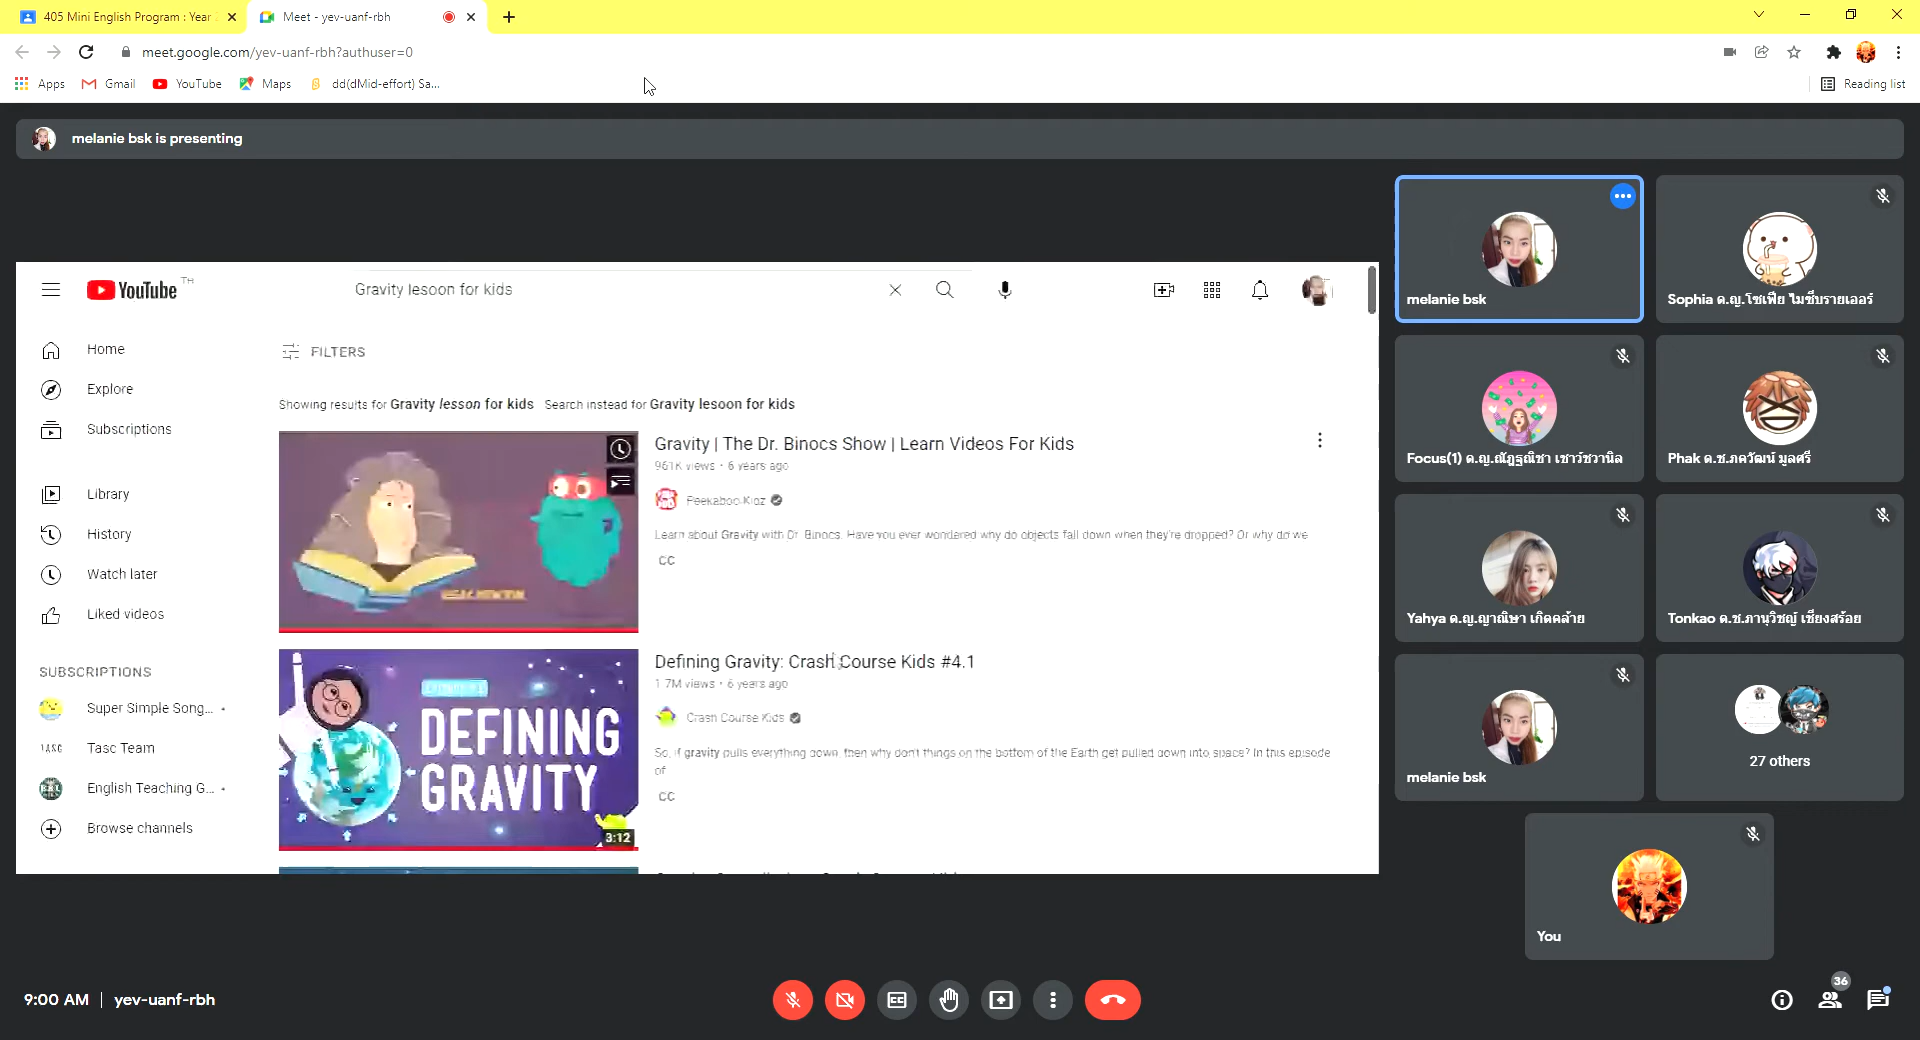 405 Mini English Program : Year
Meet - yev-uanf-rbh
meet.google.com/yev-uanf-rbh?authuser=0
Apps
Gmail
YouTube
Maps
dd(dMid-effort) Sa...
Reading list
melanie bsk is presenting
YouTube TH
Gravity lesoon for kids
Home
Explore
Subscriptions
Library
History
Watch later
Liked videos
SUBSCRIPTIONS
Super Simple Song...
TASC
Tasc Team
English Teaching G...
Browse channels
FILTERS
Showing results for Gravity lesson for kids Search instead for Gravity lesoon for kids
ISAAC NEWTON
Gravity | The Dr. Binocs Show | Learn Videos For Kids
961K views • 6 years ago
Peekaboo Kidz
Learn about Gravity with Dr. Binocs. Have you ever wondered why do objects fall down when they're dropped? Or why do we
CC
DEFINING
GRAVITY
3:12
Defining Gravity: Crash Course Kids #4.1
1.7M views • 6 years ago
Crash Course Kids
So, if gravity pulls everything down, then why don't things on the bottom of the Earth get pulled down into space? In this episode
of
CC
melanie bsk
Sophia ด.ญ.โซเฟีย ไมซึ่บรายเออร์
Focus(1) ด.ญ.ณัฏฐณิชา เชาว์ชวานิล
Phak ด.ช.ภควัฒน์ มูลศรี
Yahya ด.ญ.ญาณิษา เกิดคล้าย
Tonkao ด.ช.ภานุวิชญ์ เชียงสร้อย
melanie bsk
27 others
You
9:00 AM | yev-uanf-rbh
36